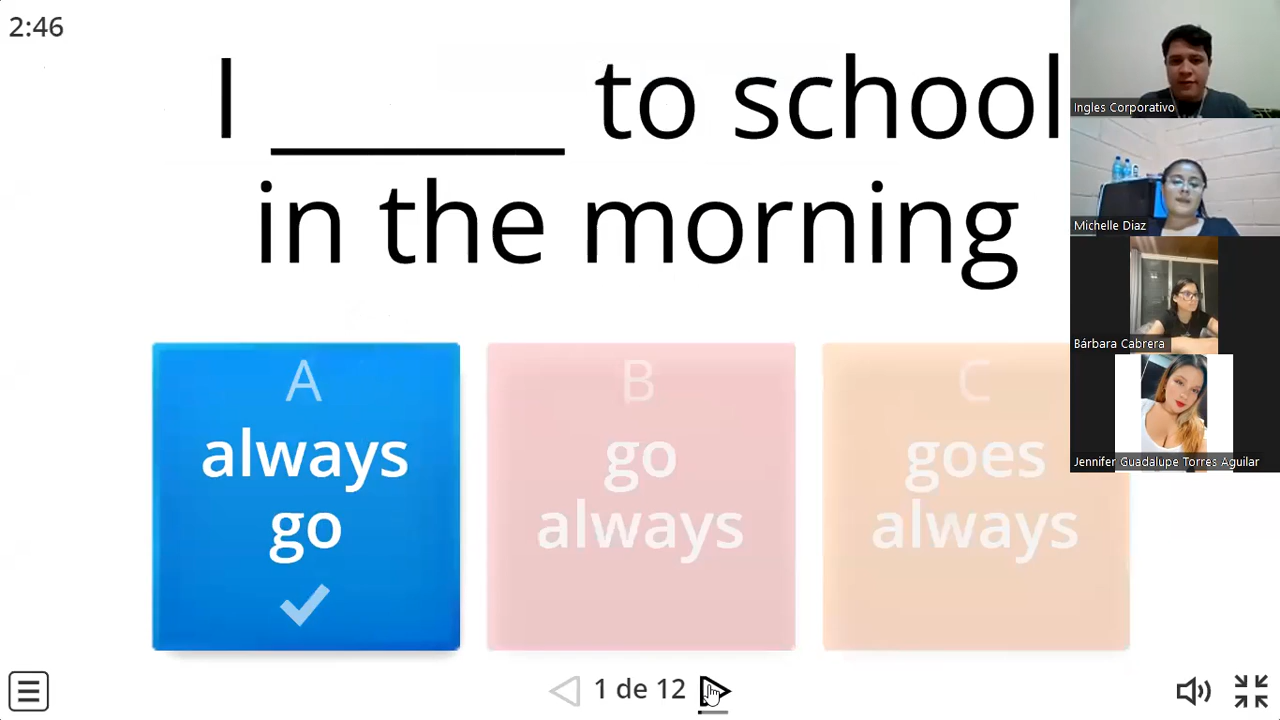 2:46
I ______ to school
in the morning
A
always
go
B
go
always
C
goes
always
1 de 12
Ingles Corporativo
Michelle Diaz
Bárbara Cabrera
Jennifer Guadalupe Torres Aguilar